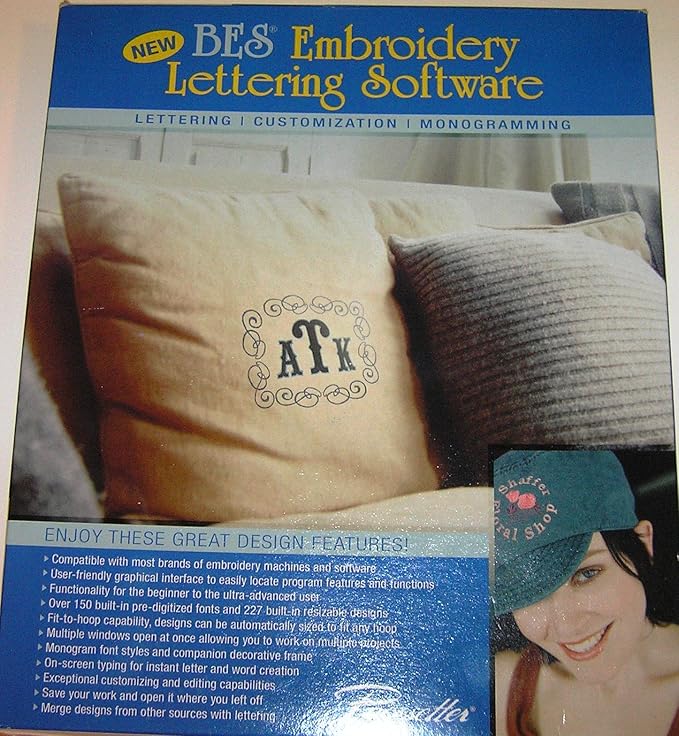 NEW BES® Embroidery
Lettering Software
LETTERING | CUSTOMIZATION | MONOGRAMMING
ATK
Shaffer
Shop
ENJOY THESE GREAT DESIGN FEATURES!
Compatible with most brands of embroidery machines and software
User-friendly graphical interface to easily locate program features and functions
Functionality for the beginner to the ultra-advanced user
Over 150 built-in pre-digitized fonts and 227 built-in resizable designs
Fit-to-hoop capability, designs can be automatically sized to fit any hoop
Multiple windows open at once allowing you to work on multiple projects
Monogram font styles and companion decorative frame
On-screen typing for instant letter and word creation
Exceptional customizing and editing capabilities
Save your work and open it where you left off
Merge designs from other sources with lettering